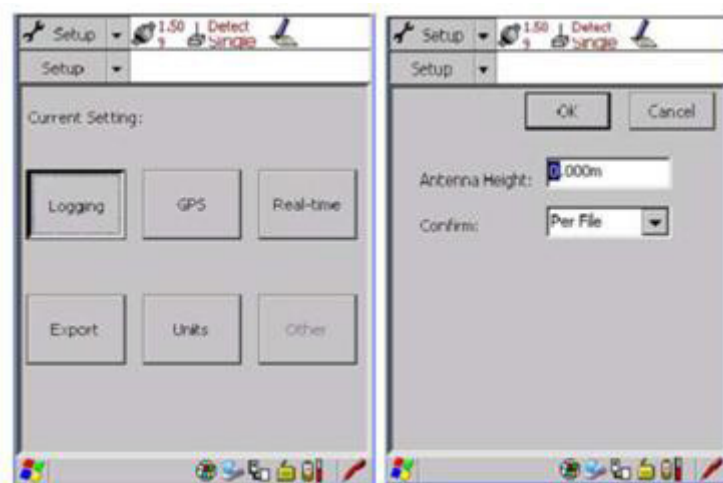 Setup
1.50
9
Detect
Single
Setup
Current Setting:
Logging
GPS
Real-time
Export
Units
Other
Setup
1.50
9
Detect
Single
Setup
OK
Cancel
Antenna Height:
0.000m
Confirm:
Per File